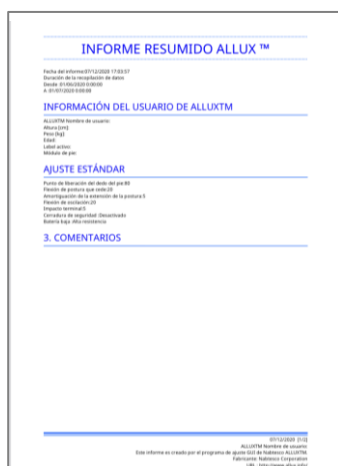 INFORME RESUMIDO ALLUX ™
Fecha del informe:07/12/2020 17:03:57
Duración de la recopilación de datos
Desde: 01/06/2020 0:00:00
A: 01/07/2020 0:00:00
INFORMACIÓN DEL USUARIO DE ALLUXTM
ALLUXTM Nombre de usuario:
Altura [cm]:
Peso [kg]:
Edad:
Label activo:
Módulo de pie:
AJUSTE ESTÁNDAR
Punto de liberación del dedo del pie:80
Flexión de postura que cede:20
Amortiguación de la extensión de la postura:5
Flexión de oscilación:20
Impacto terminal:5
Cerradura de seguridad: Desactivado
Batería baja: Alta resistencia
3. COMENTARIOS
07/12/2020 [1/2]
ALLUXTM Nombre de usuario:
Este informe es creado por el programa de ajuste GUI de Nabtesco ALLUXTM.
Fabricante: Nabtesco Corporation